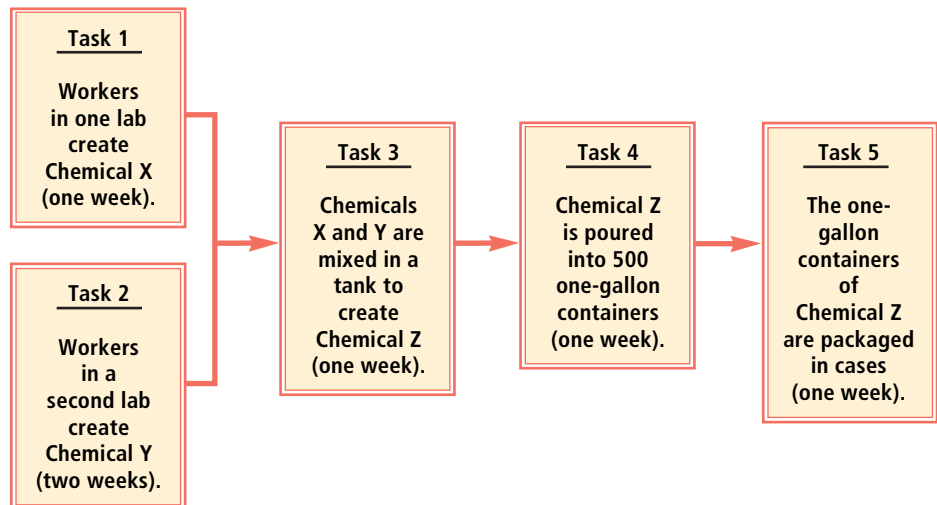 Task 1
Workers
in one lab
create
Chemical X
(one week).
Task 2
Workers
in a
second lab
create
Chemical Y
(two weeks).
Task 3
Chemicals
X and Y are
mixed in a
tank to
create
Chemical Z
(one week).
Task 4
Chemical Z
is poured
into 500
one-gallon
containers
(one week).
Task 5
The one-
gallon
containers
of
Chemical Z
are packaged
in cases
(one week).